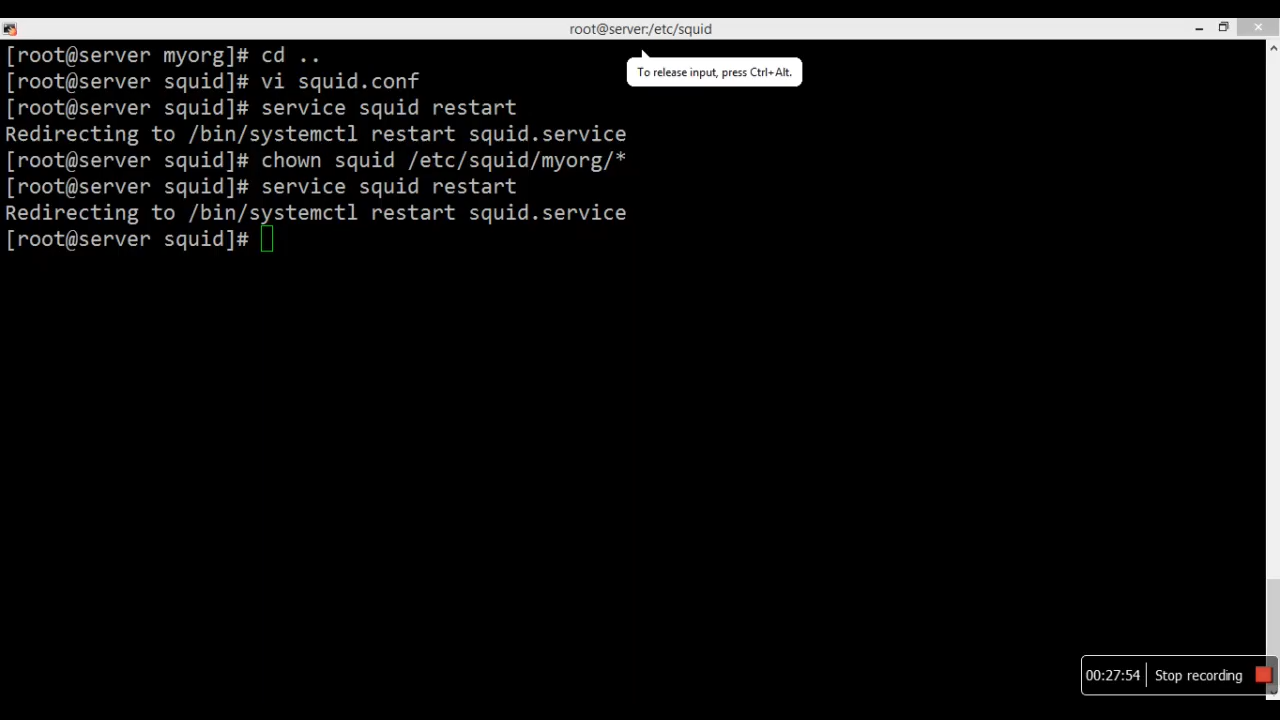 root@server:/etc/squid
[root@server myorg]# cd ..
To release input, press Ctrl+Alt.
[root@server squid]# vi squid.conf
[root@server squid]# service squid restart
Redirecting to /bin/systemctl restart squid.service
[root@server squid]# chown squid /etc/squid/myorg/*
[root@server squid]# service squid restart
Redirecting to /bin/systemctl restart squid.service
[root@server squid]#
00:27:54 Stop recording